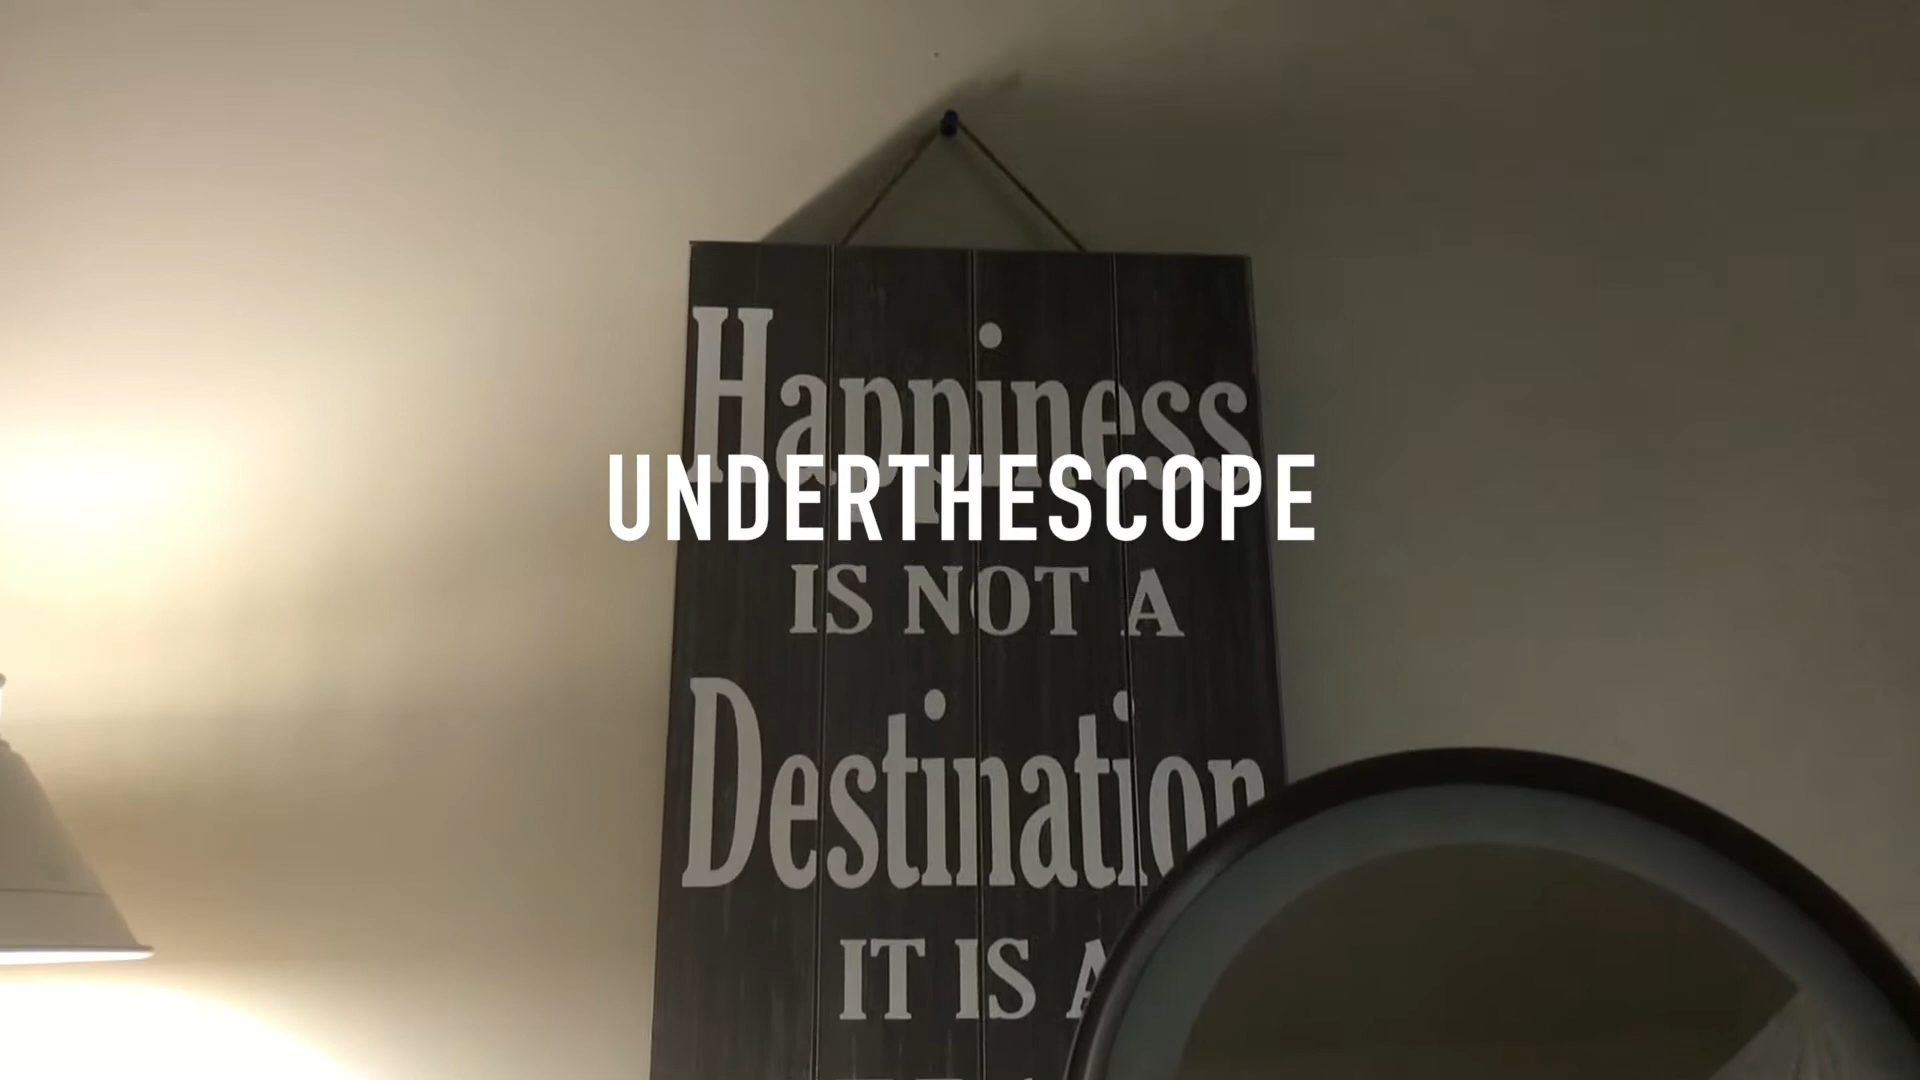 Happiness
UNDERTHESCOPE
IS NOT A
Destination
IT IS A